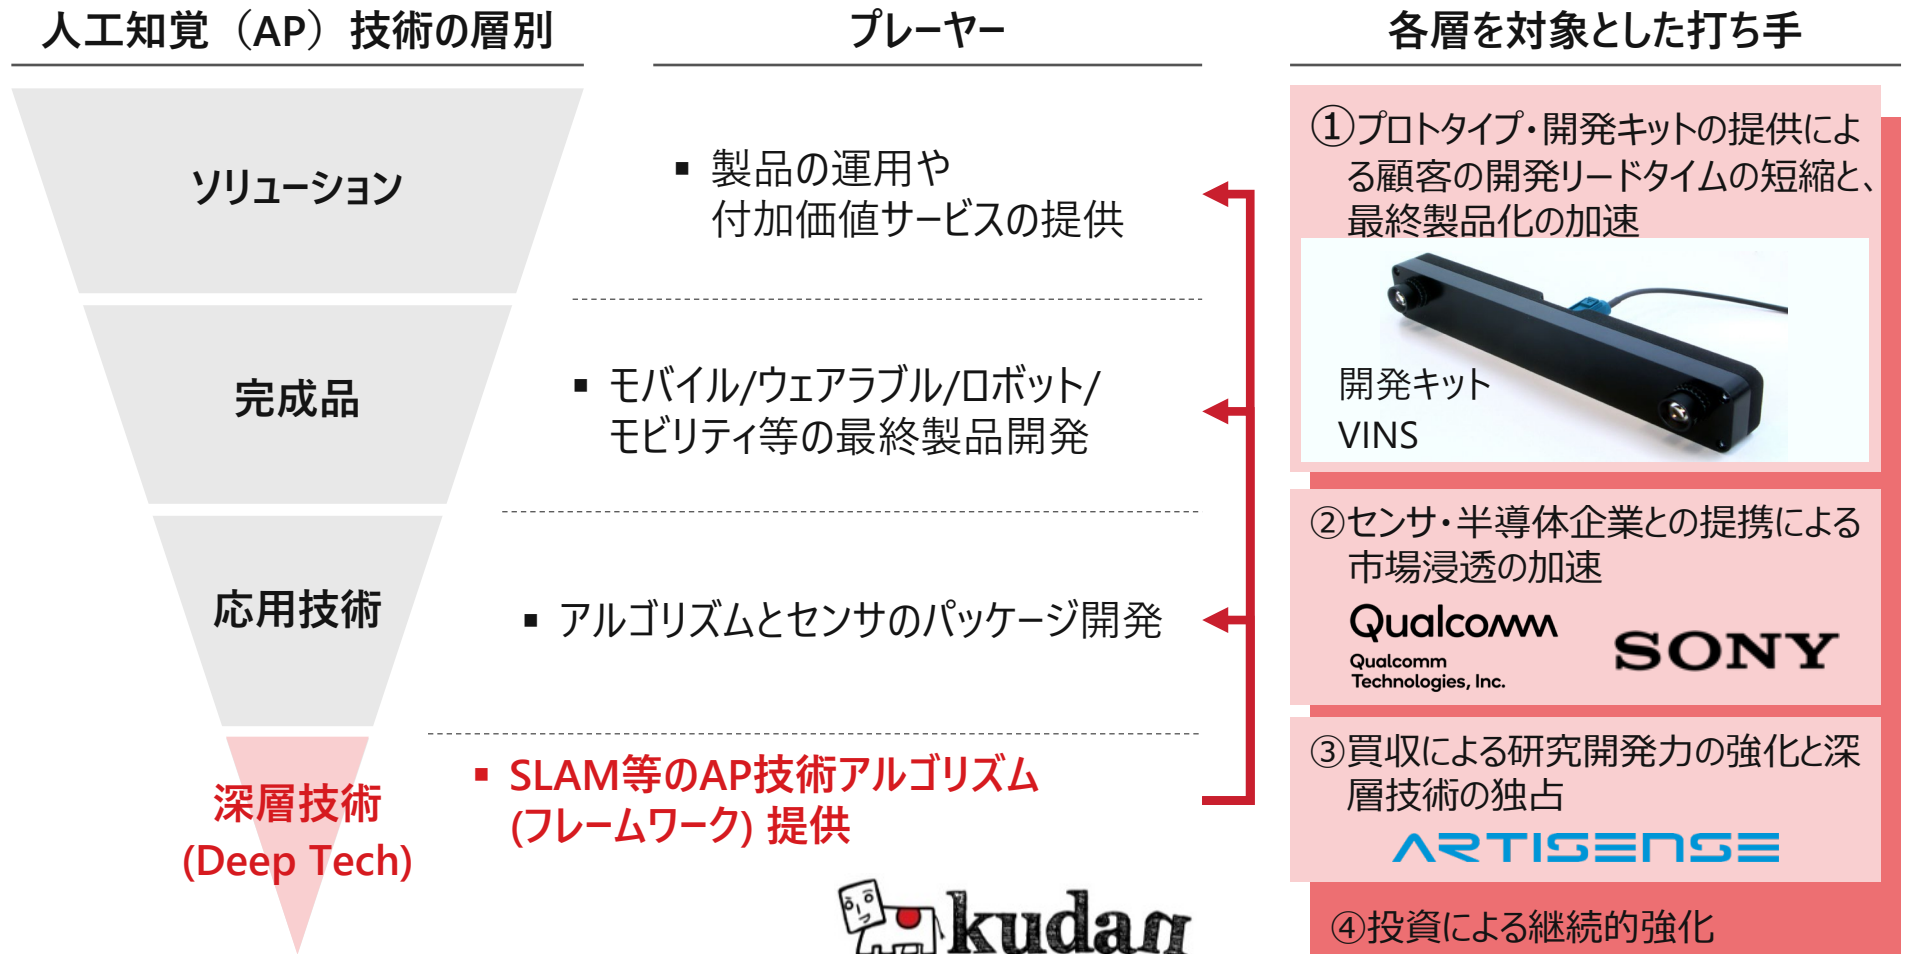 人工知覚（AP）技術の層別
プレーヤー
各層を対象とした打ち手
ソリューション
▪ 製品の運用や
付加価値サービスの提供
①プロトタイプ・開発キットの提供によ
る顧客の開発リードタイムの短縮と、
最終製品化の加速
開発キット
VINS
完成品
▪ モバイル/ウェアラブル/ロボット/
モビリティ等の最終製品開発
応用技術
▪ アルゴリズムとセンサのパッケージ開発
②センサ・半導体企業との提携による
市場浸透の加速
Qualcomm
Qualcomm
Technologies, Inc.
SONY
深層技術
(Deep Tech)
▪ SLAM等のAP技術アルゴリズム
(フレームワーク) 提供
kudan
③買収による研究開発力の強化と深
層技術の独占
ARTISENSE
④投資による継続的強化